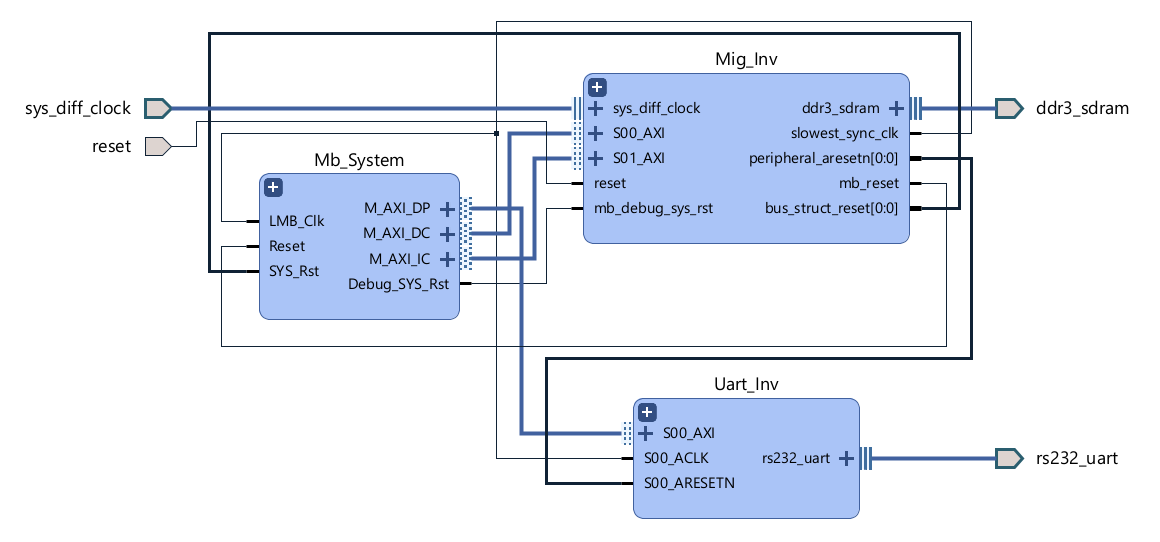 Mig_Inv
sys_diff_clock
sys_diff_clock
ddr3_sdram
ddr3_sdram
S00_AXI
slowest_sync_clk
reset
S01_AXI
peripheral_aresetn[0:0]
reset
mb_reset
mb_debug_sys_rst
bus_struct_reset[0:0]
Mb_System
M_AXI_DP
LMB_Clk
M_AXI_DC
Reset
M_AXI_IC
SYS_Rst
Debug_SYS_Rst
Uart_Inv
S00_AXI
S00_ACLK
rs232_uart
rs232_uart
S00_ARESETN